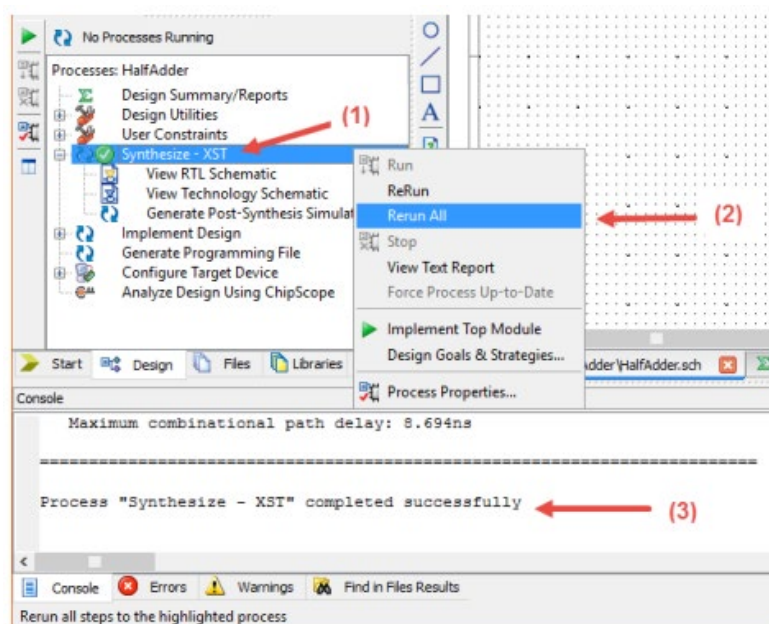 No Processes Running
Processes: HalfAdder
Design Summary/Reports
Design Utilities
User Constraints
(1)
Synthesize - XST
View RTL Schematic
View Technology Schematic
Generate Post-Synthesis Simulat
Implement Design
Generate Programming File
Configure Target Device
Analyze Design Using ChipScope
A
Run
ReRun
Rerun All
(2)
Stop
View Text Report
Force Process Up-to-Date
Implement Top Module
Design Goals & Strategies...
Process Properties...
Start Design Files Libraries
dder\HalfAdder.sch
Console
Maximum combinational path delay: 8.694ns
=========================================================================
Process "Synthesize - XST" completed successfully
(3)
Console Errors Warnings Find in Files Results
Rerun all steps to the highlighted process